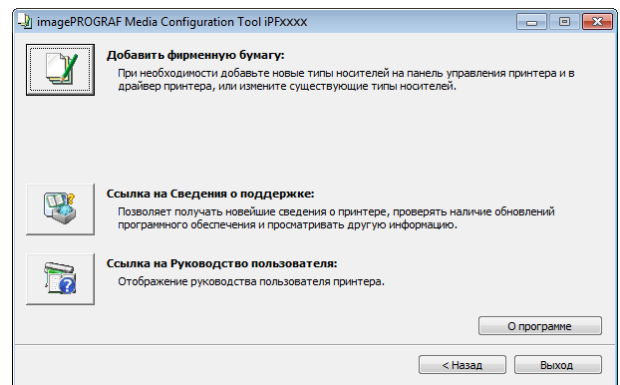 imagePROGRAF Media Configuration Tool iPFxxxx
Добавить фирменную бумагу:
При необходимости добавьте новые типы носителей на панель управления принтера и в
драйвер принтера, или измените существующие типы носителей.
Ссылка на Сведения о поддержке:
Позволяет получать новейшие сведения о принтере, проверять наличие обновлений
программного обеспечения и просматривать другую информацию.
Ссылка на Руководство пользователя:
Отображение руководства пользователя принтера.
О программе
< Назад
Выход